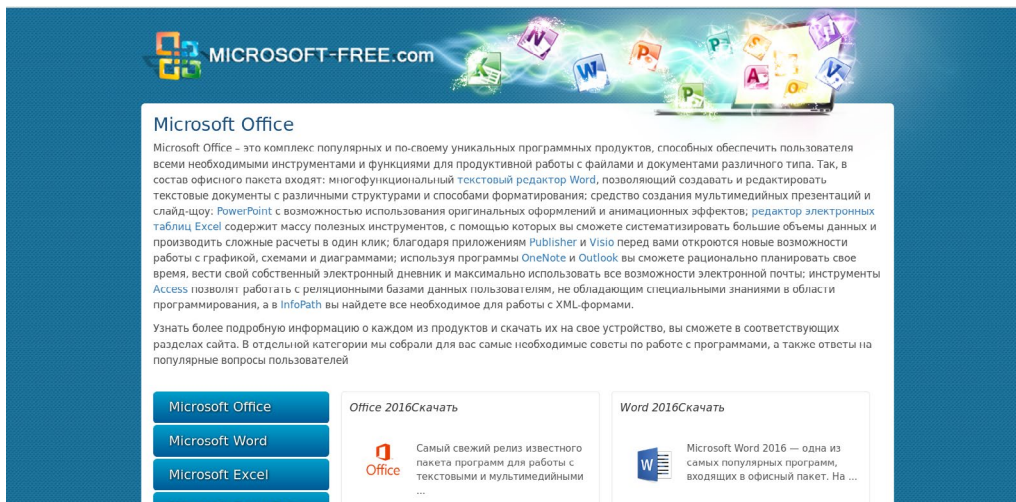 MICROSOFT-FREE.com
Microsoft Office
Microsoft Office – это комплекс популярных и по-своему уникальных программных продуктов, способных обеспечить пользователя
всеми необходимыми инструментами и функциями для продуктивной работы с файлами и документами различного типа. Так, в
состав офисного пакета входят: многофункциональный текстовый редактор Word, позволяющий создавать и редактировать
текстовые документы с различными структурами и способами форматирования; средство создания мультимедийных презентаций и
слайд-шоу: PowerPoint с возможностью использования оригинальных оформлений и анимационных эффектов; редактор электронных
таблиц Excel содержит массу полезных инструментов, с помощью которых вы сможете систематизировать большие объемы данных и
производить сложные расчеты в один клик; благодаря приложениям Publisher и Visio перед вами откроются новые возможности
работы с графикой, схемами и диаграммами; используя программы OneNote и Outlook вы сможете рационально планировать свое
время, вести свой собственный электронный дневник и максимально использовать все возможности электронной почты; инструменты
Access позволят работать с реляционными базами данных пользователям, не обладающим специальными знаниями в области
программирования, а в InfoPath вы найдете все необходимое для работы с XML-формами.
Узнать более подробную информацию о каждом из продуктов и скачать их на свое устройство, вы сможете в соответствующих
разделах сайта. В отдельной категории мы собрали для вас самые необходимые советы по работе с программами, а также ответы на
популярные вопросы пользователей
Microsoft Office
Microsoft Word
Microsoft Excel
Office 2016Скачать
Office
Самый свежий релиз известного
пакета программ для работы с
текстовыми и мультимедийными
...
Word 2016Скачать
W
Microsoft Word 2016 — одна из
самых популярных программ,
входящих в офисный пакет. На ...